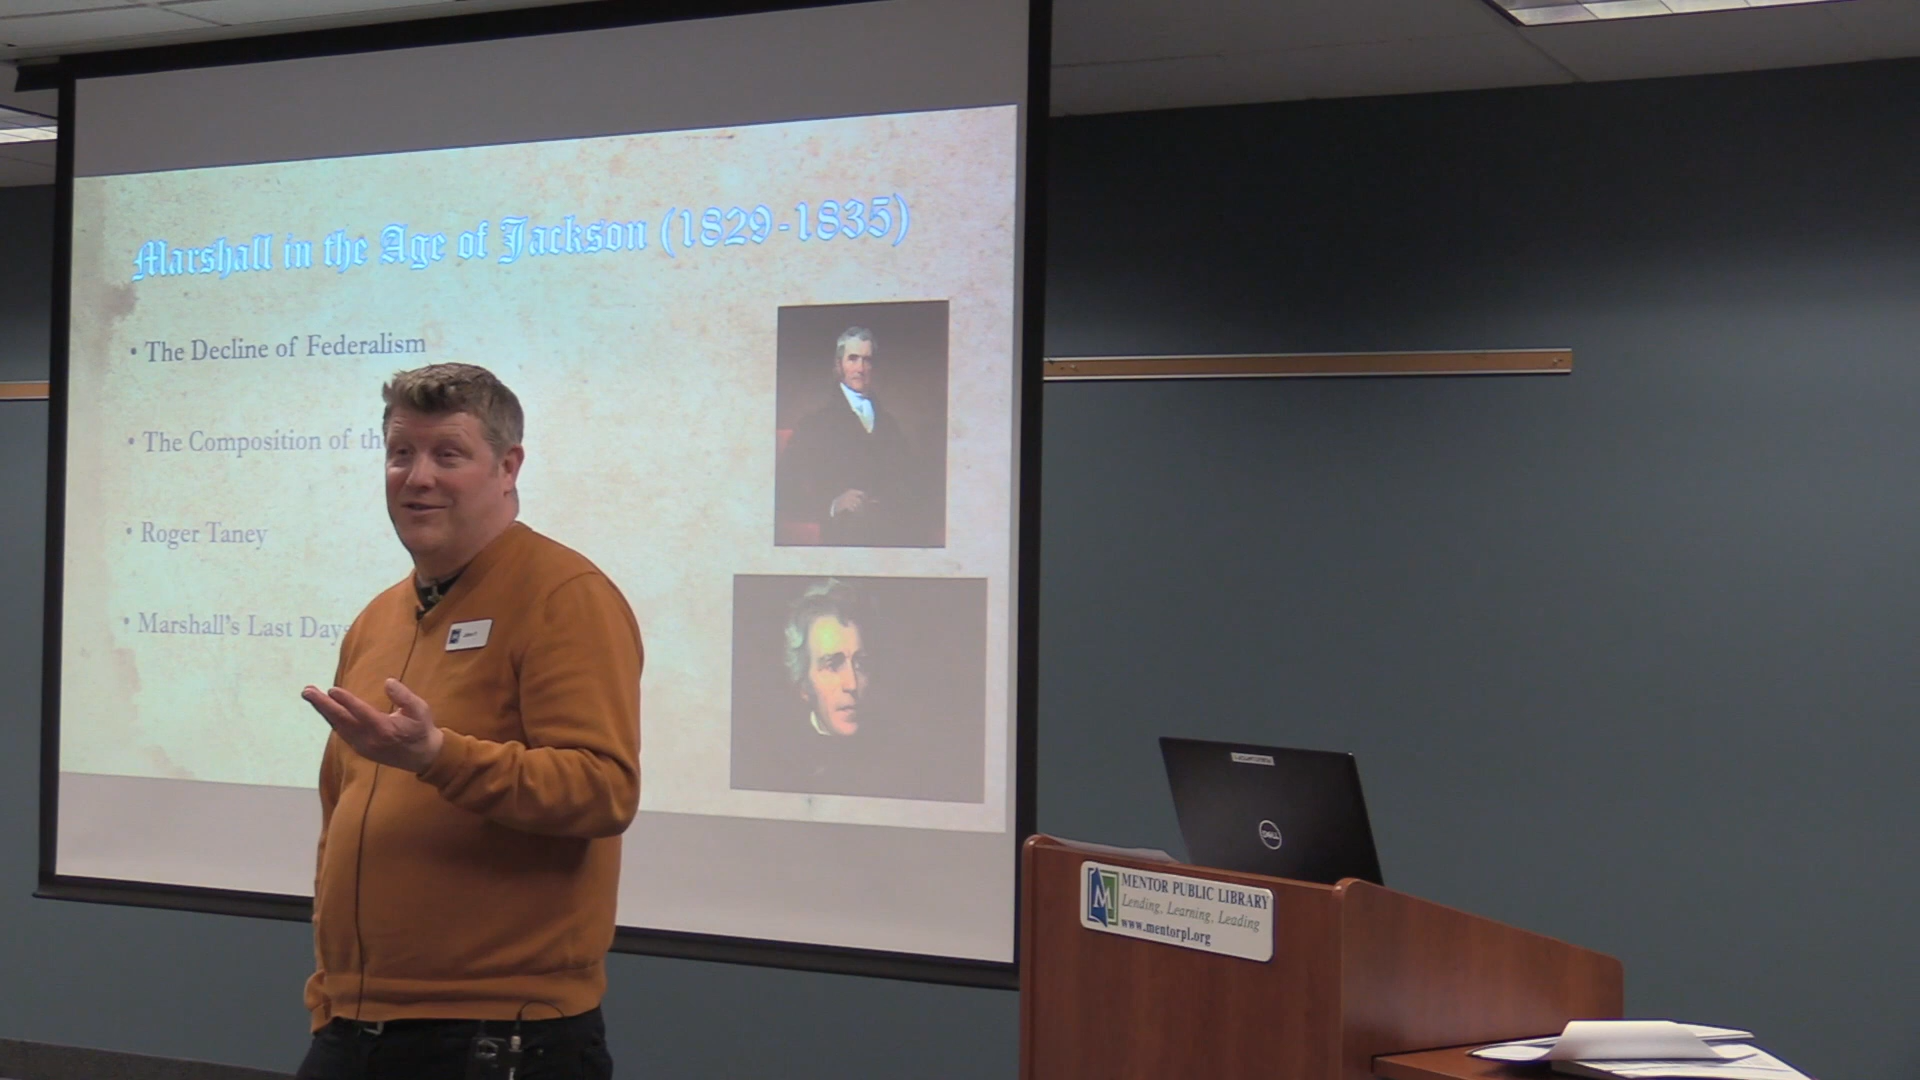 Marshall in the Age of Jackson (1829-1835)
• The Decline of Federalism
• The Composition of th
• Roger Taney
• Marshall's Last Days
DELL
M
MENTOR PUBLIC LIBRARY
Lending, Learning, Leading
www.mentorpl.org